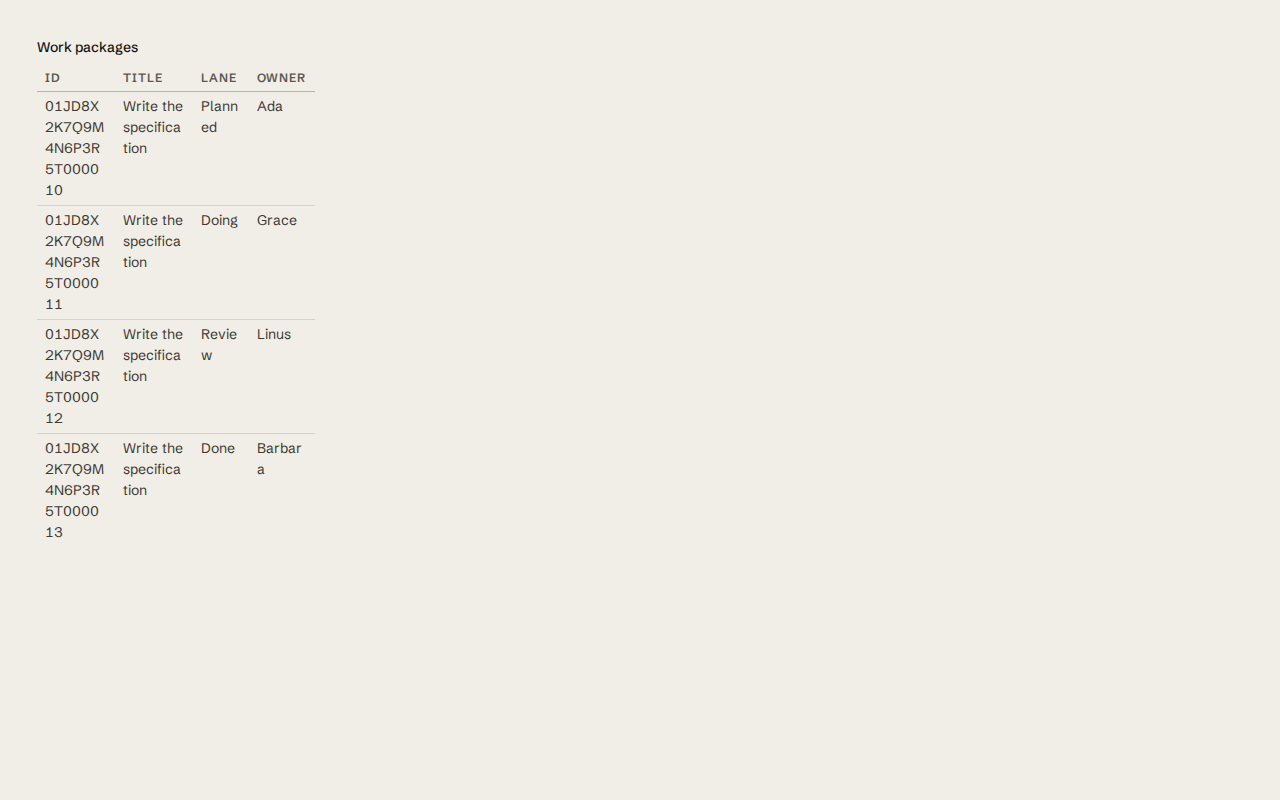 Work packages
ID TITLE LANE OWNER
01JD8X Write the Plann Ada
2K7Q9M specifica ed
4N6P3R tion
5T0000
10
01JD8X Write the Doing Grace
2K7Q9M specifica
4N6P3R tion
5T0000
11
01JD8X Write the Revie Linus
2K7Q9M specifica w
4N6P3R tion
5T0000
12
01JD8X Write the Done Barbar
2K7Q9M specifica a
4N6P3R tion
5T0000
13